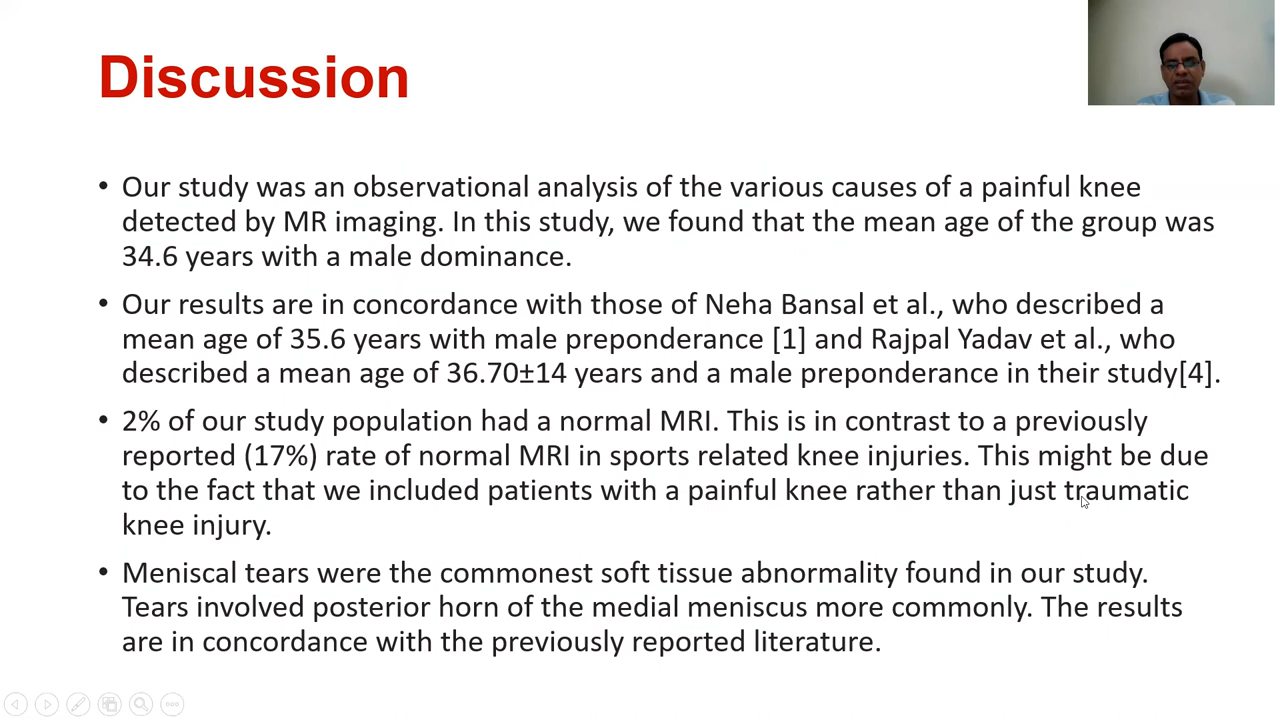 Discussion
• Our study was an observational analysis of the various causes of a painful knee
detected by MR imaging. In this study, we found that the mean age of the group was
34.6 years with a male dominance.
• Our results are in concordance with those of Neha Bansal et al., who described a
mean age of 35.6 years with male preponderance [1] and Rajpal Yadav et al., who
described a mean age of 36.70±14 years and a male preponderance in their study[4].
• 2% of our study population had a normal MRI. This is in contrast to a previously
reported (17%) rate of normal MRI in sports related knee injuries. This might be due
to the fact that we included patients with a painful knee rather than just traumatic
knee injury.
• Meniscal tears were the commonest soft tissue abnormality found in our study.
Tears involved posterior horn of the medial meniscus more commonly. The results
are in concordance with the previously reported literature.